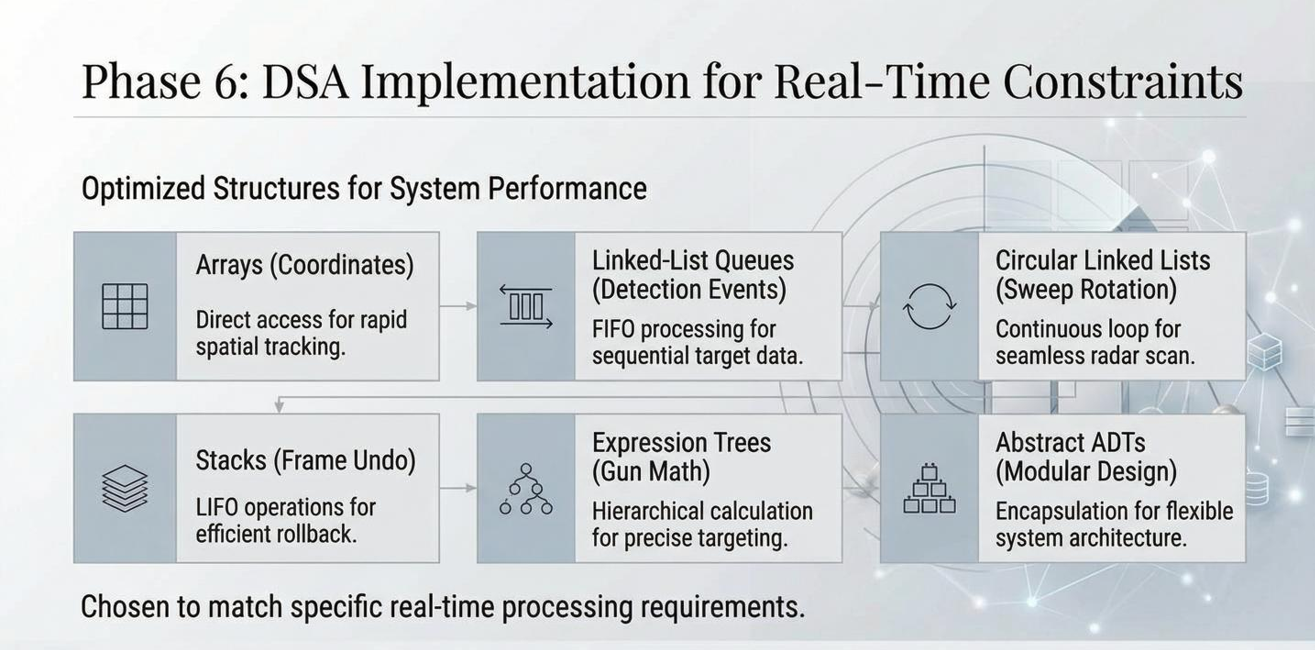 Phase 6: DSA Implementation for Real-Time Constraints
Optimized Structures for System Performance
Arrays (Coordinates)
Direct access for rapid
spatial tracking.
Linked-List Queues
(Detection Events)
FIFO processing for
sequential target data.
Circular Linked Lists
(Sweep Rotation)
Continuous loop for
seamless radar scan.
Stacks (Frame Undo)
LIFO operations for
efficient rollback.
Expression Trees
(Gun Math)
Hierarchical calculation
for precise targeting.
Abstract ADTs
(Modular Design)
Encapsulation for flexible
system architecture.
Chosen to match specific real-time processing requirements.